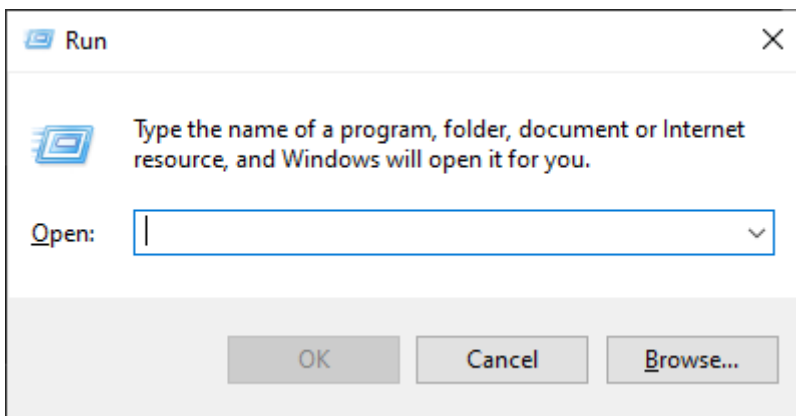 Run
Type the name of a program, folder, document or Internet
resource, and Windows will open it for you.
Open:
OK Cancel Browse...